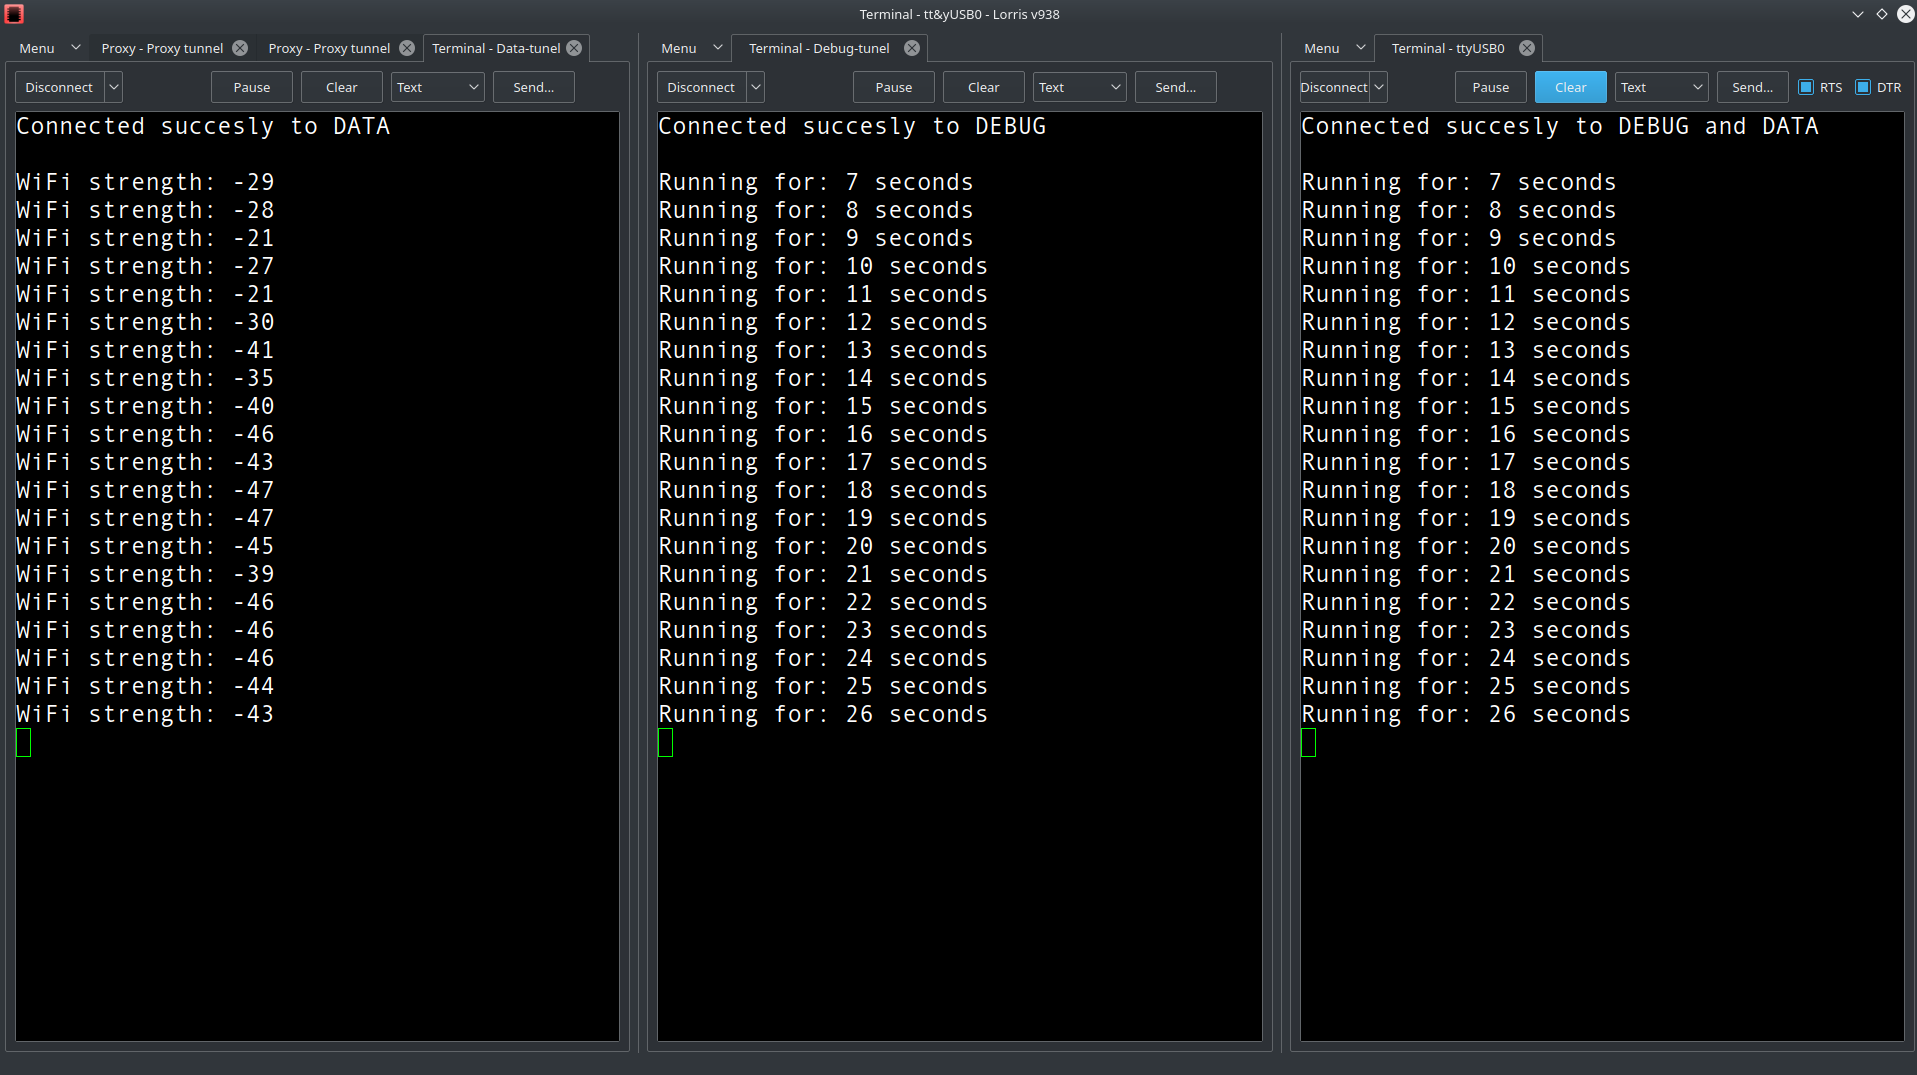 Terminal - tt&yUSB0 - Lorris v938
Menu Proxy - Proxy tunnel Proxy - Proxy tunnel Terminal - Data-tunel
Disconnect Pause Clear Text Send...
Connected succesly to DATA
WiFi strength: -29
WiFi strength: -28
WiFi strength: -21
WiFi strength: -27
WiFi strength: -21
WiFi strength: -30
WiFi strength: -41
WiFi strength: -35
WiFi strength: -40
WiFi strength: -46
WiFi strength: -43
WiFi strength: -47
WiFi strength: -47
WiFi strength: -45
WiFi strength: -39
WiFi strength: -46
WiFi strength: -46
WiFi strength: -46
WiFi strength: -44
WiFi strength: -43
Menu Terminal - Debug-tunel
Disconnect Pause Clear Text Send...
Connected succesly to DEBUG
Running for: 7 seconds
Running for: 8 seconds
Running for: 9 seconds
Running for: 10 seconds
Running for: 11 seconds
Running for: 12 seconds
Running for: 13 seconds
Running for: 14 seconds
Running for: 15 seconds
Running for: 16 seconds
Running for: 17 seconds
Running for: 18 seconds
Running for: 19 seconds
Running for: 20 seconds
Running for: 21 seconds
Running for: 22 seconds
Running for: 23 seconds
Running for: 24 seconds
Running for: 25 seconds
Running for: 26 seconds
Menu Terminal - ttyUSB0
Disconnect Pause Clear Text Send... RTS DTR
Connected succesly to DEBUG and DATA
Running for: 7 seconds
Running for: 8 seconds
Running for: 9 seconds
Running for: 10 seconds
Running for: 11 seconds
Running for: 12 seconds
Running for: 13 seconds
Running for: 14 seconds
Running for: 15 seconds
Running for: 16 seconds
Running for: 17 seconds
Running for: 18 seconds
Running for: 19 seconds
Running for: 20 seconds
Running for: 21 seconds
Running for: 22 seconds
Running for: 23 seconds
Running for: 24 seconds
Running for: 25 seconds
Running for: 26 seconds